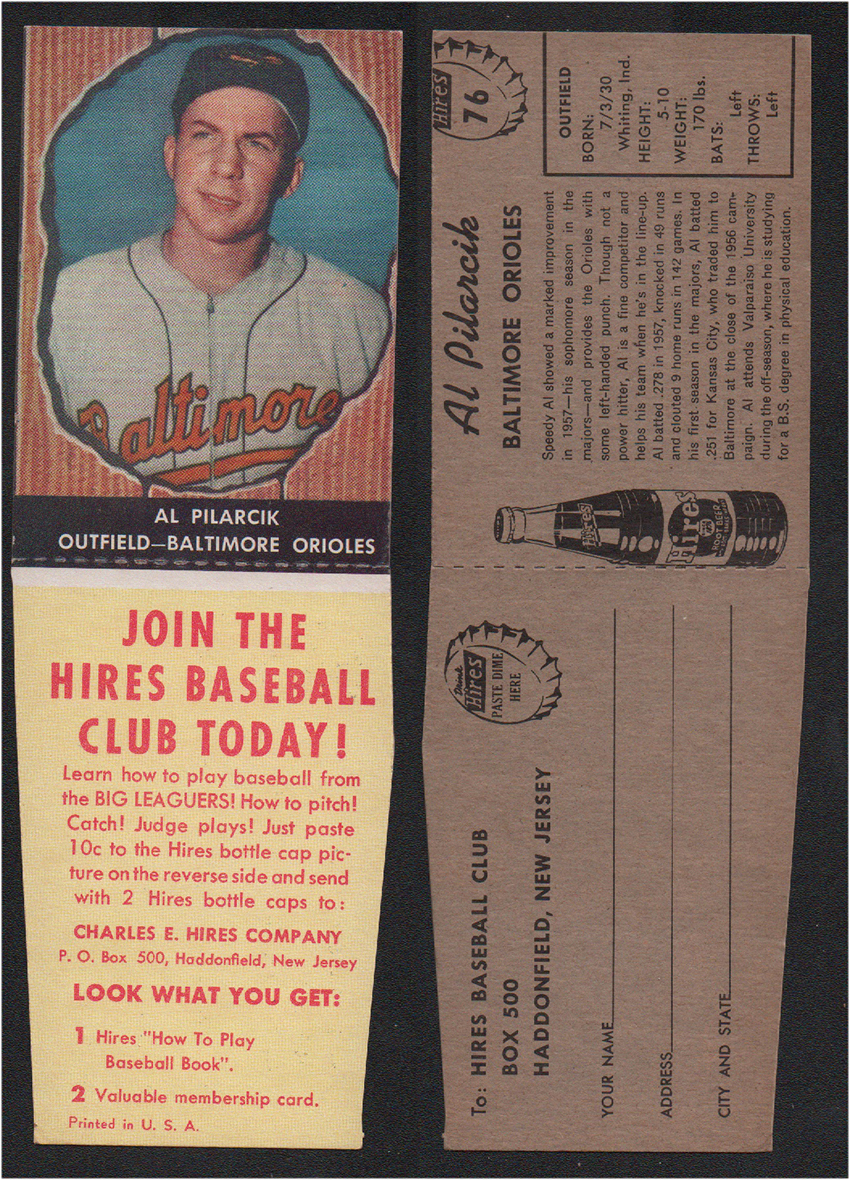 Baltimore
AL PILARCIK
OUTFIELD—BALTIMORE ORIOLES
JOIN THE
HIRES BASEBALL
CLUB TODAY!
Learn how to play baseball from
the BIG LEAGUERS! How to pitch!
Catch! Judge plays! Just paste
10c to the Hires bottle cap pic-
ture on the reverse side and send
with 2 Hires bottle caps to:
CHARLES E. HIRES COMPANY
P. O. Box 500, Haddonfield, New Jersey
LOOK WHAT YOU GET:
1 Hires "How To Play
Baseball Book".
2 Valuable membership card.
Printed in U. S. A.
Hires
76
OUTFIELD
BORN:
7/3/30
Whiting, Ind.
HEIGHT:
5-10
WEIGHT:
170 lbs.
BATS:
Left
THROWS:
Left
Al Pilarcik
BALTIMORE ORIOLES
Speedy Al showed a marked improvement
in 1957—his sophomore season in the
majors—and provides the Orioles with
some left-handed punch. Though not a
power hitter, Al is a fine competitor and
helps his team when he's in the line-up.
Al batted .278 in 1957, knocked in 49 runs
and clouted 9 home runs in 142 games. In
his first season in the majors, Al batted
.251 for Kansas City, who traded him to
Baltimore at the close of the 1956 cam-
paign. Al attends Valparaiso University
during the off-season, where he is studying
for a B.S. degree in physical education.
Hires
Hires
ROOT BEER
Drink
Hires
PASTE DIME
HERE
To: HIRES BASEBALL CLUB
BOX 500
HADDONFIELD, NEW JERSEY
YOUR NAME
ADDRESS
CITY AND STATE